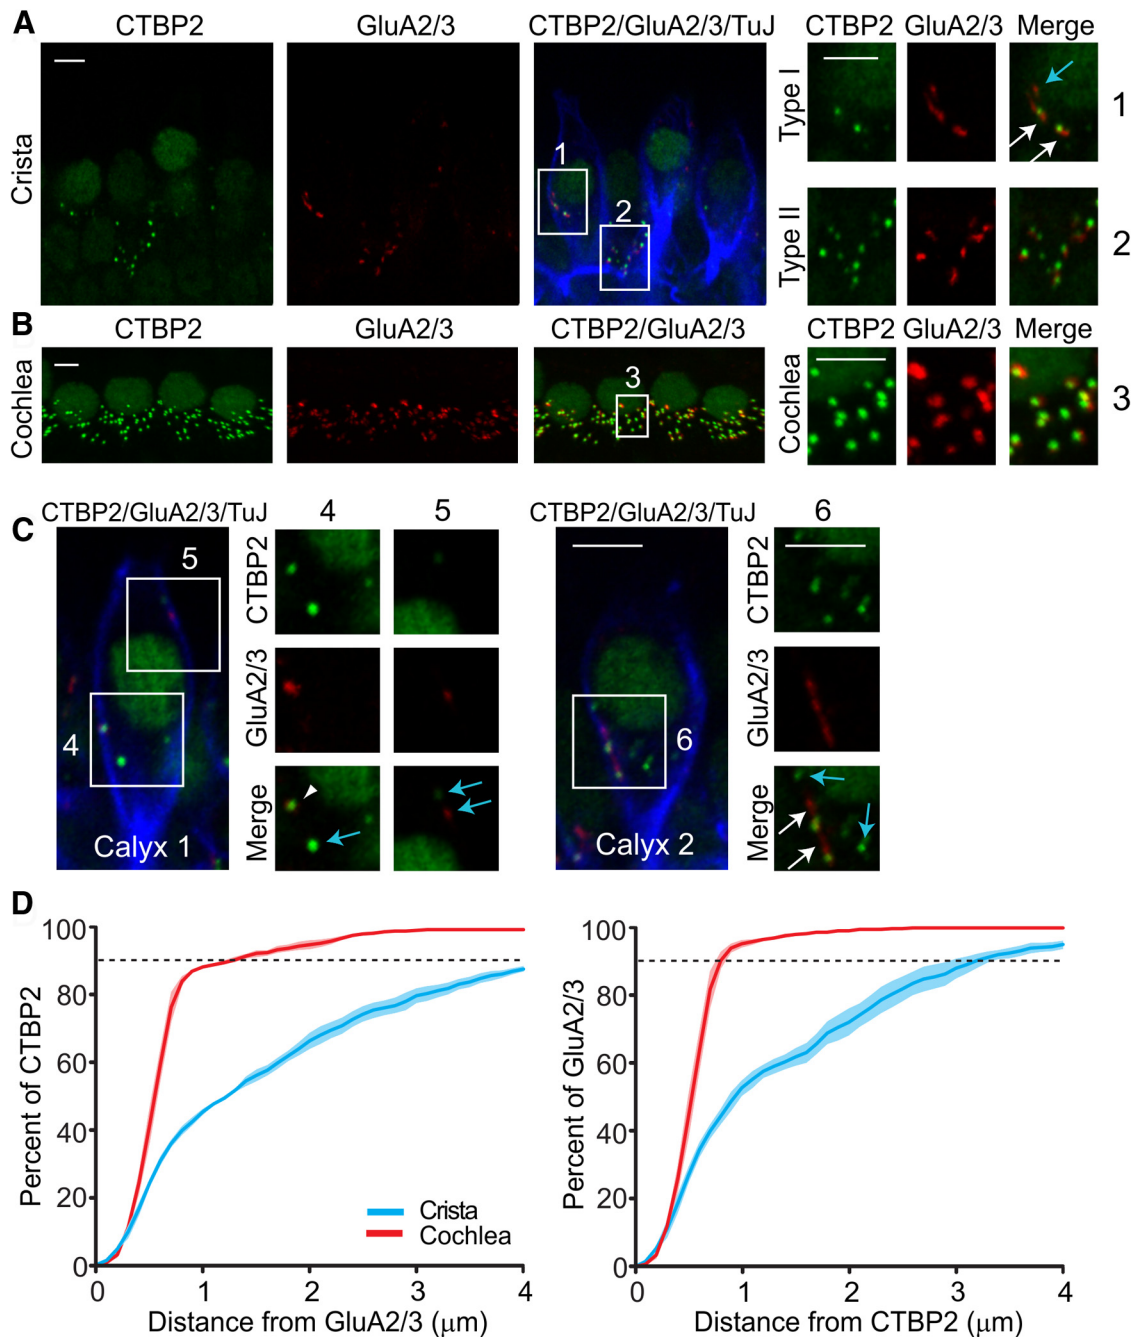 A
CTBP2 GluA2/3 CTBP2/GluA2/3/TuJ CTBP2 GluA2/3 Merge
Crista
1
2
Type I
1
Type II
2
B
CTBP2 GluA2/3 CTBP2/GluA2/3 CTBP2 GluA2/3 Merge
Cochlea
3
Cochlea
3
C
CTBP2/GluA2/3/TuJ 4 5 CTBP2/GluA2/3/TuJ 6
5
4
Calyx 1
CTBP2
GluA2/3
Merge
6
Calyx 2
CTBP2
GluA2/3
Merge
D
Percent of CTBP2
100
80
60
40
20
0
0 1 2 3 4
Distance from GluA2/3 (μm)
Crista
Cochlea
Percent of GluA2/3
100
80
60
40
20
0
0 1 2 3 4
Distance from CTBP2 (μm)